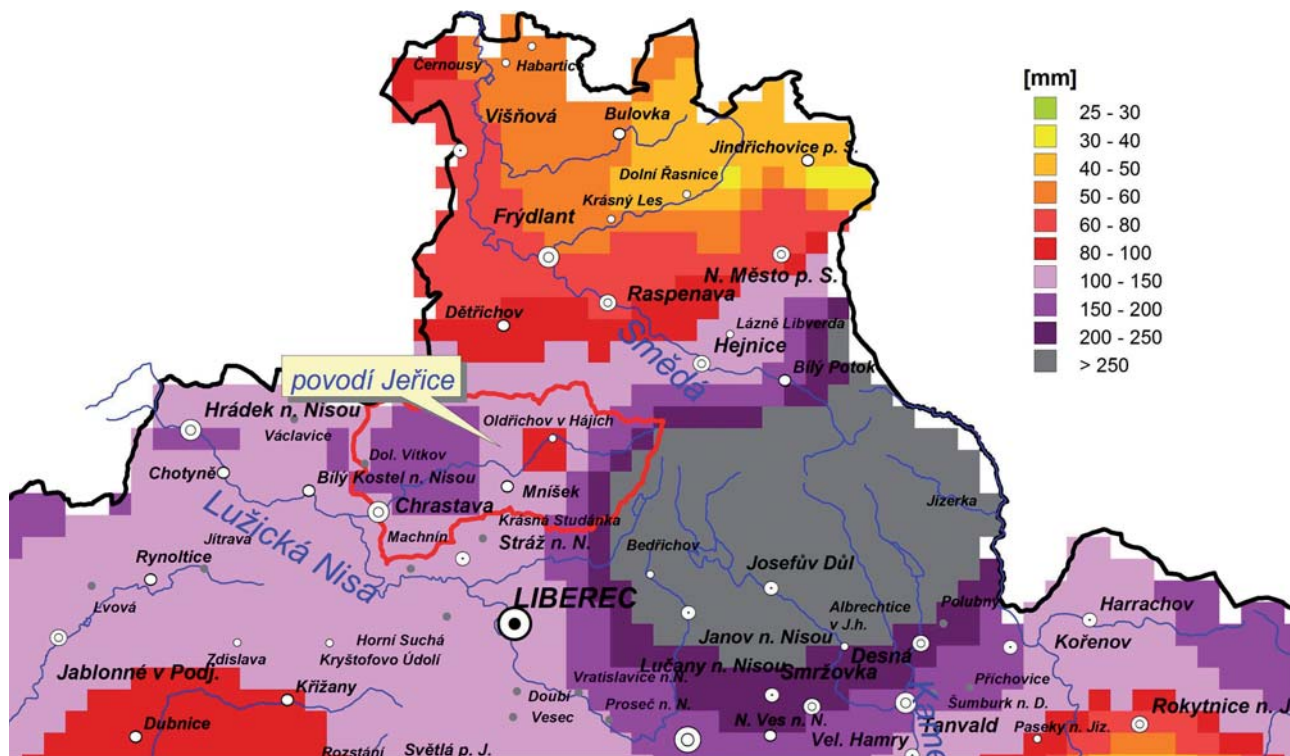 Černousy
Habartice
[mm]
25 - 30
30 - 40
40 - 50
50 - 60
60 - 80
80 - 100
100 - 150
150 - 200
200 - 250
> 250
Višňová
Bulovka
Jindřichovice p. S.
Dolní Řasnice
Krásný Les
Frýdlant
N. Město p. S.
Raspenava
Dětřichov
Lázně Libverda
Smědá
Hejnice
Bílý Potok
povodí Jeřice
Hrádek n. Nisou
Václavice
Oldřichov v Hájích
Dol. Vítkov
Chotyně
Bílý Kostel n. Nisou
Mníšek
Chrastava
Krásná Studánka
Jizerka
Lužická Nisa
Machnín
Stráž n. N.
Jítrava
Rynoltice
Bedřichov
Josefův Důl
Lvová
LIBEREC
Albrechtice
v J.h.
Polubný
Harrachov
Horní Suchá
Janov n. Nisou
Kořenov
Zdislava
Kryštofovo Údolí
Lučany n. Nisou
Desná
Jablonné v Podj.
Vratislavice n.N.
Smržovka
Příchovice
Křižany
Doubí
Proseč n. N.
Kame
Šumburk n. D.
Rokytnice n. J
Dubnice
Vesec
N. Ves n. N.
Tanvald
Paseky n. Jiz.
Rozstání
Světlá p. J.
Vel. Hamry